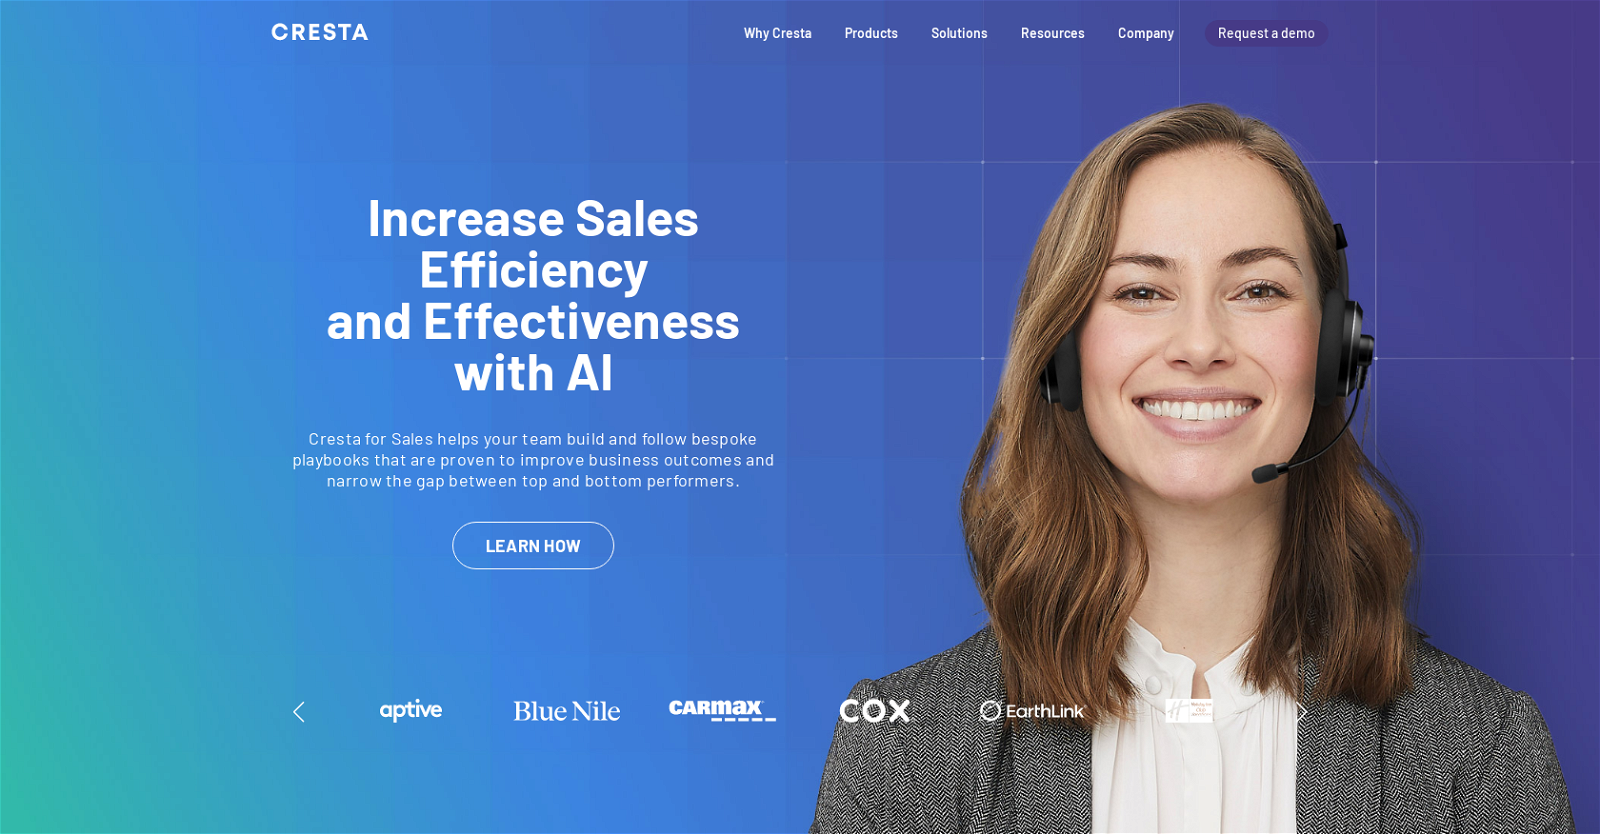 CRESTA
Why Cresta
Products
Solutions
Resources
Company
Request a demo
Increase Sales
Efficiency
and Effectiveness
with AI
Cresta for Sales helps your team build and follow bespoke
playbooks that are proven to improve business outcomes and
narrow the gap between top and bottom performers.
LEARN HOW
aptive
Blue Nile
CARMAX
COX
EarthLink